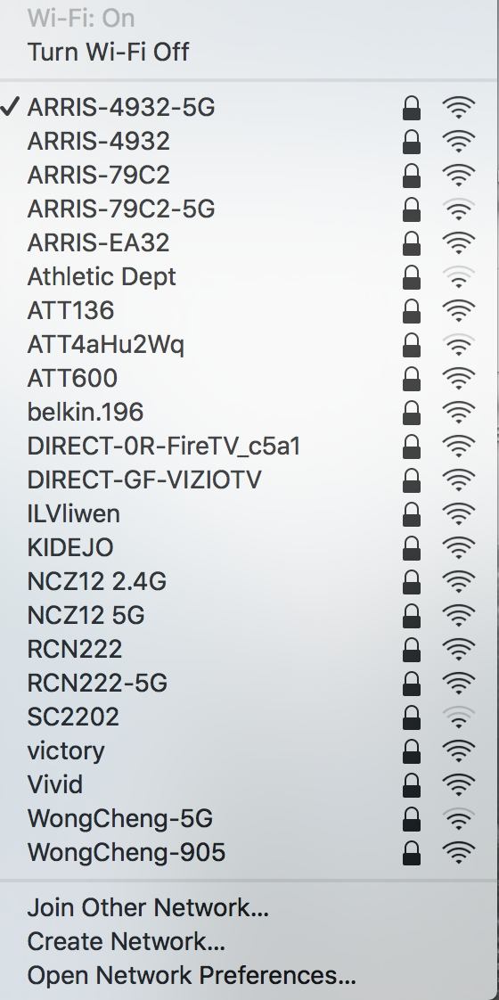 Wi-Fi: On
Turn Wi-Fi Off
ARRIS-4932-5G
ARRIS-4932
ARRIS-79C2
ARRIS-79C2-5G
ARRIS-EA32
Athletic Dept
ATT136
ATT4aHu2Wq
ATT600
belkin.196
DIRECT-0R-FireTV_c5a1
DIRECT-GF-VIZIOTV
ILVliwen
KIDEJO
NCZ12 2.4G
NCZ12 5G
RCN222
RCN222-5G
SC2202
victory
Vivid
WongCheng-5G
WongCheng-905
Join Other Network...
Create Network...
Open Network Preferences...